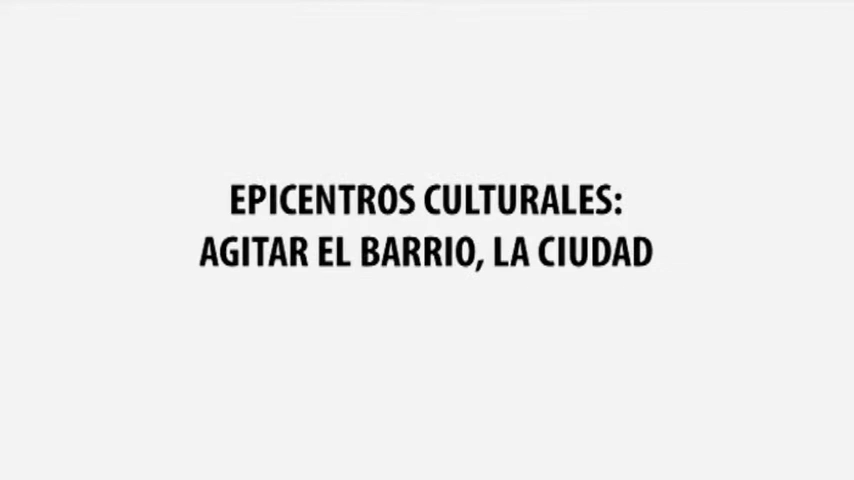 EPICENTROS CULTURALES:
AGITAR EL BARRIO, LA CIUDAD